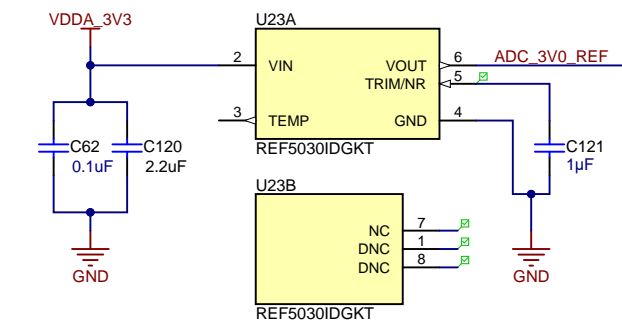 VDDA_3V3
U23A
2
VIN
VOUT
6
ADC_3V0_REF
TRIM/NR
5
3
TEMP
GND
4
REF5030IDGKT
C62
0.1uF
C120
2.2uF
C121
1µF
GND
GND
U23B
NC
7
DNC
1
DNC
8
REF5030IDGKT